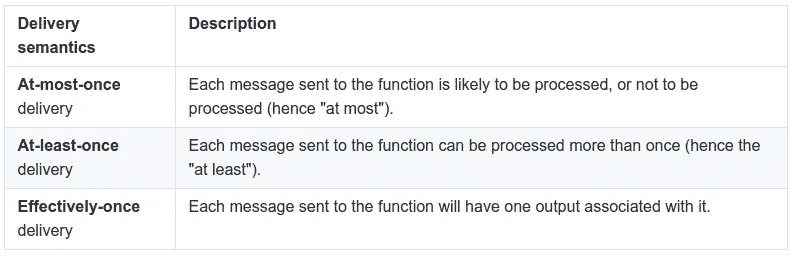 Delivery semantics
Description
At-most-once delivery
Each message sent to the function is likely to be processed, or not to be
processed (hence "at most").
At-least-once delivery
Each message sent to the function can be processed more than once (hence the
"at least").
Effectively-once delivery
Each message sent to the function will have one output associated with it.